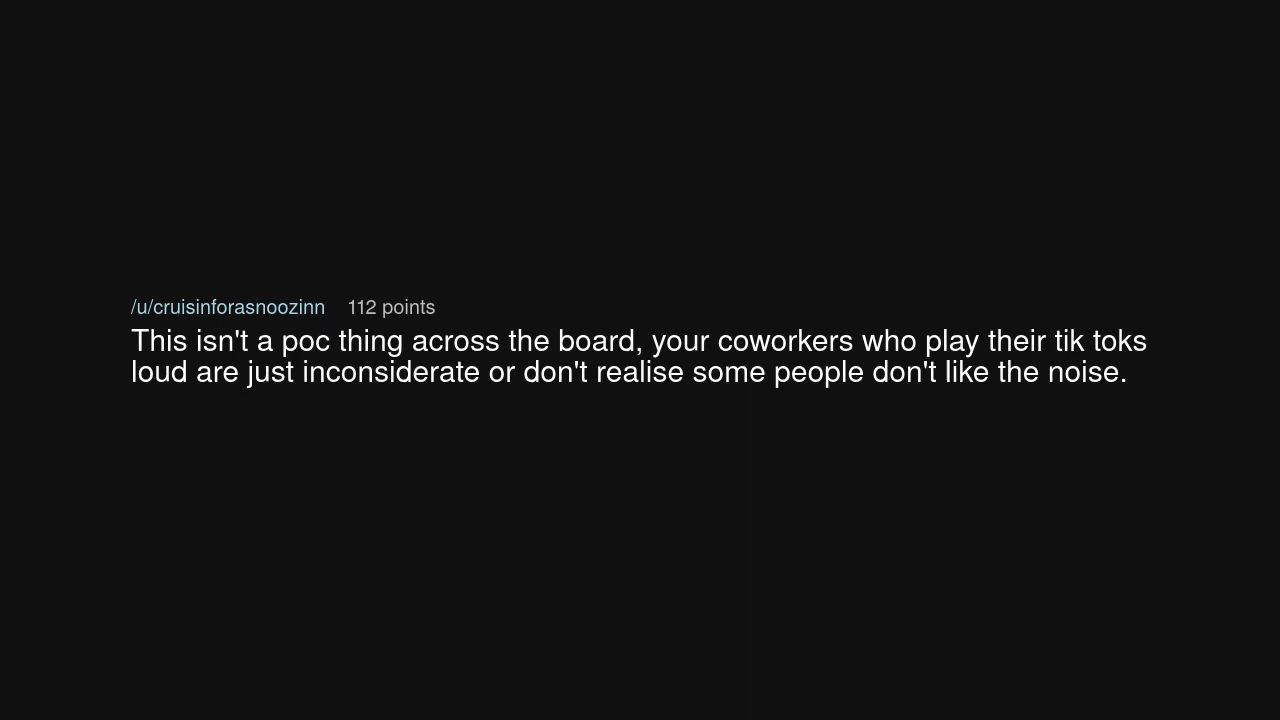 /u/cruisinforasnoozinn 112 points
This isn't a poc thing across the board, your coworkers who play their tik toks
loud are just inconsiderate or don't realise some people don't like the noise.